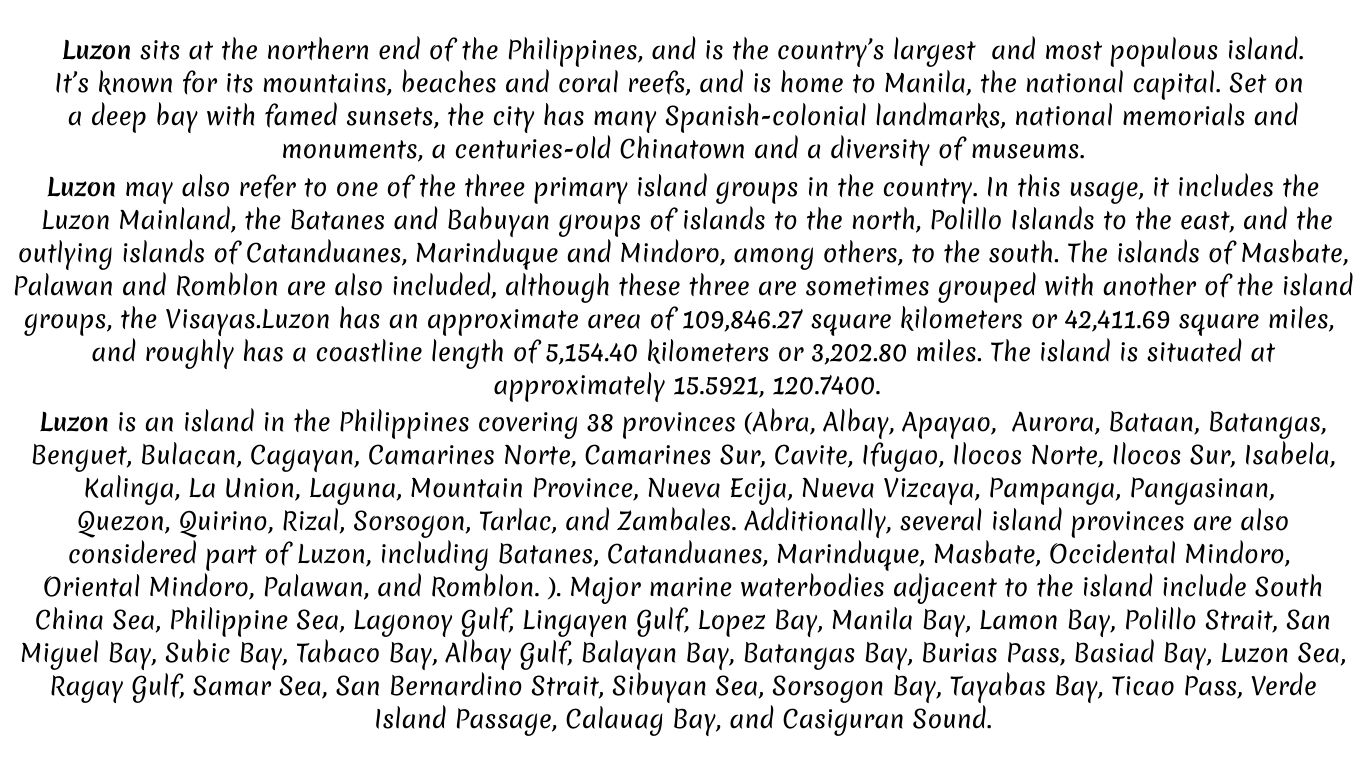 Luzon sits at the northern end of the Philippines, and is the country’s largest  and most populous island.
It’s known for its mountains, beaches and coral reefs, and is home to Manila, the national capital. Set on
a deep bay with famed sunsets, the city has many Spanish-colonial landmarks, national memorials and
monuments, a centuries-old Chinatown and a diversity of museums.
Luzon may also refer to one of the three primary island groups in the country. In this usage, it includes the
Luzon Mainland, the Batanes and Babuyan groups of islands to the north, Polillo Islands to the east, and the
outlying islands of Catanduanes, Marinduque and Mindoro, among others, to the south. The islands of Masbate,
Palawan and Romblon are also included, although these three are sometimes grouped with another of the island
groups, the Visayas.Luzon has an approximate area of 109,846.27 square kilometers or 42,411.69 square miles,
and roughly has a coastline length of 5,154.40 kilometers or 3,202.80 miles. The island is situated at
approximately 15.5921, 120.7400.
Luzon is an island in the Philippines covering 38 provinces (Abra, Albay, Apayao,  Aurora, Bataan, Batangas,
Benguet, Bulacan, Cagayan, Camarines Norte, Camarines Sur, Cavite, Ifugao, Ilocos Norte, Ilocos Sur, Isabela,
Kalinga, La Union, Laguna, Mountain Province, Nueva Ecija, Nueva Vizcaya, Pampanga, Pangasinan,
Quezon, Quirino, Rizal, Sorsogon, Tarlac, and Zambales. Additionally, several island provinces are also
considered part of Luzon, including Batanes, Catanduanes, Marinduque, Masbate, Occidental Mindoro,
Oriental Mindoro, Palawan, and Romblon. ). Major marine waterbodies adjacent to the island include South
China Sea, Philippine Sea, Lagonoy Gulf, Lingayen Gulf, Lopez Bay, Manila Bay, Lamon Bay, Polillo Strait, San
Miguel Bay, Subic Bay, Tabaco Bay, Albay Gulf, Balayan Bay, Batangas Bay, Burias Pass, Basiad Bay, Luzon Sea,
Ragay Gulf, Samar Sea, San Bernardino Strait, Sibuyan Sea, Sorsogon Bay, Tayabas Bay, Ticao Pass, Verde
Island Passage, Calauag Bay, and Casiguran Sound.